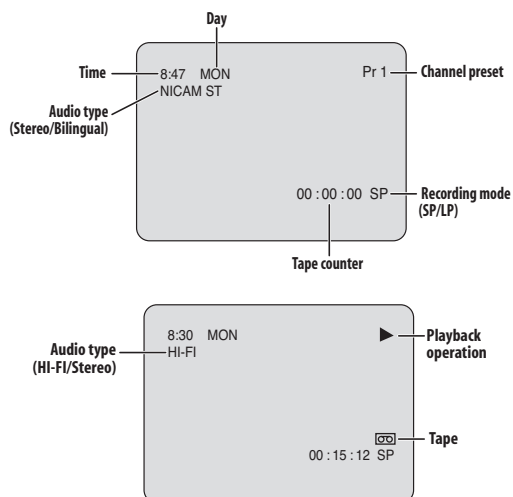 Day
Time
8:47 MON
Pr 1
Channel preset
NICAM ST
Audio type
(Stereo/Bilingual)
00 : 00 : 00 SP
Recording mode
(SP/LP)
Tape counter
8:30 MON
Playback
operation
Audio type
(HI-FI/Stereo)
HI-FI
Tape
00 : 15 : 12 SP